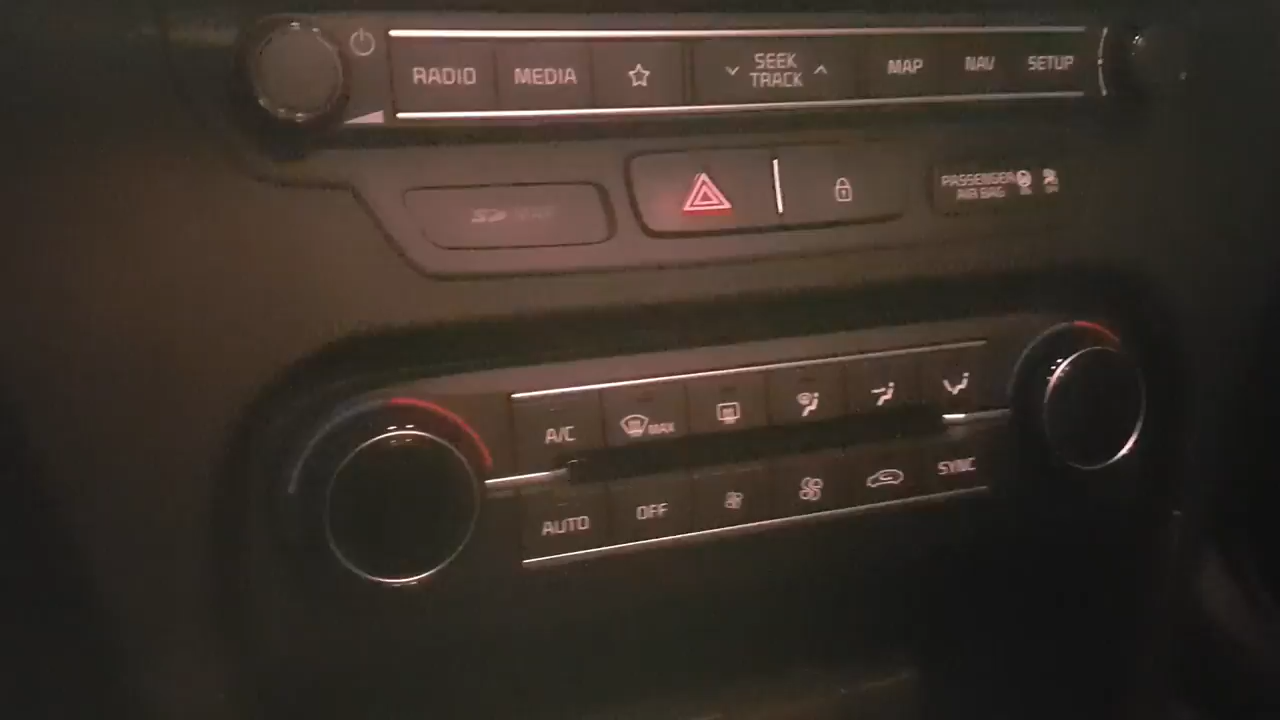 RADIO MEDIA SEEK TRACK MAP NAV SETUP
PASSENGER
AIR BAG
A/C MAX
AUTO OFF SYNC